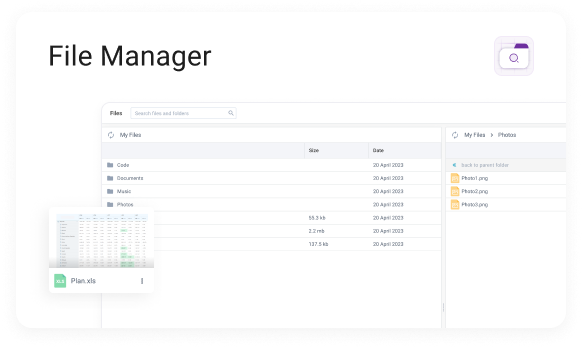 File Manager
Files
Search files and folders
My Files
My Files > Photos
Size
Date
back to parent folder
Code
20 April 2023
Documents
20 April 2023
Photo1.png
Music
20 April 2023
Photo2.png
Photos
20 April 2023
Photo3.png
55.3 kb
20 April 2023
2.2 mb
20 April 2023
137.5 kb
20 April 2023
XLS
Plan.xls